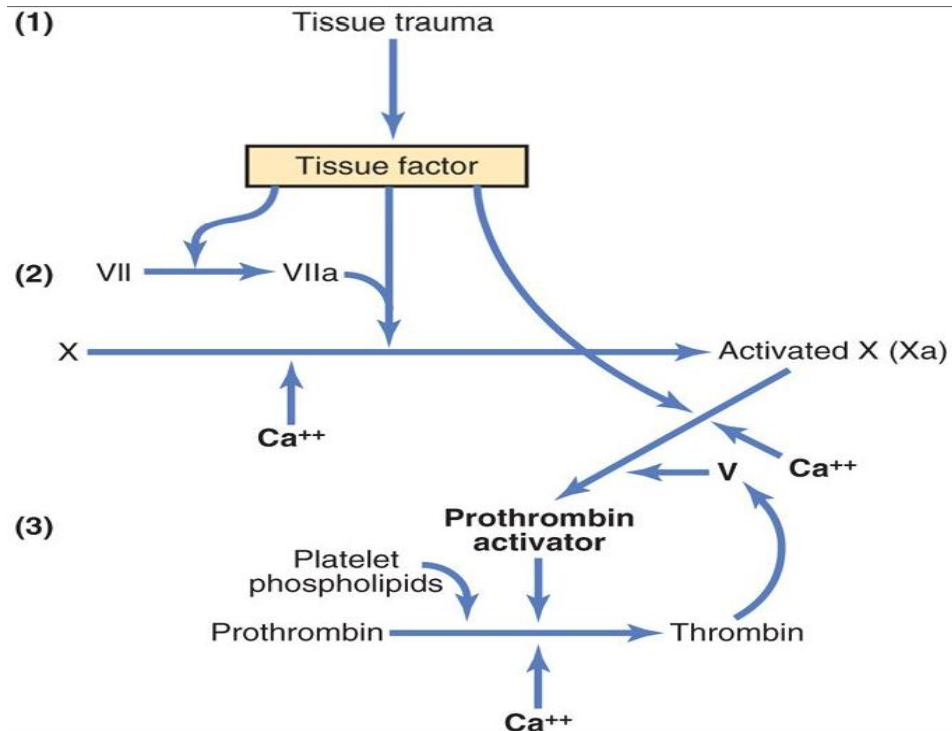 (1)
Tissue trauma
Tissue factor
(2)
VII
VIIa
X
Activated X (Xa)
Ca++
Ca++
V
(3)
Prothrombin
activator
Platelet
phospholipids
Prothrombin
Thrombin
Ca++